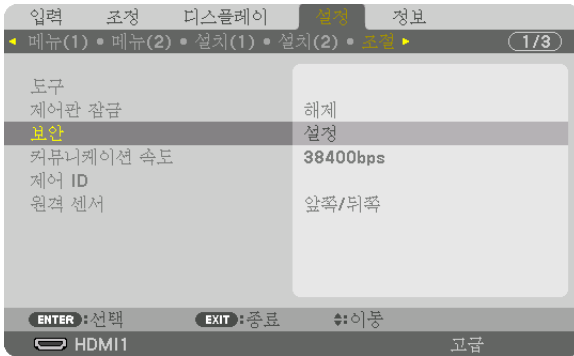 입력 조정 디스플레이 설정 정보
◄ 메뉴(1) ● 메뉴(2) ● 설치(1) ● 설치(2) ● 조절 ► 1/3
도구
제어판 잠금 해제
보안 설정
커뮤니케이션 속도 38400bps
제어 ID
원격 센서 앞쪽/뒤쪽
ENTER :선택 EXIT :종료 :이동
HDMI1 고급